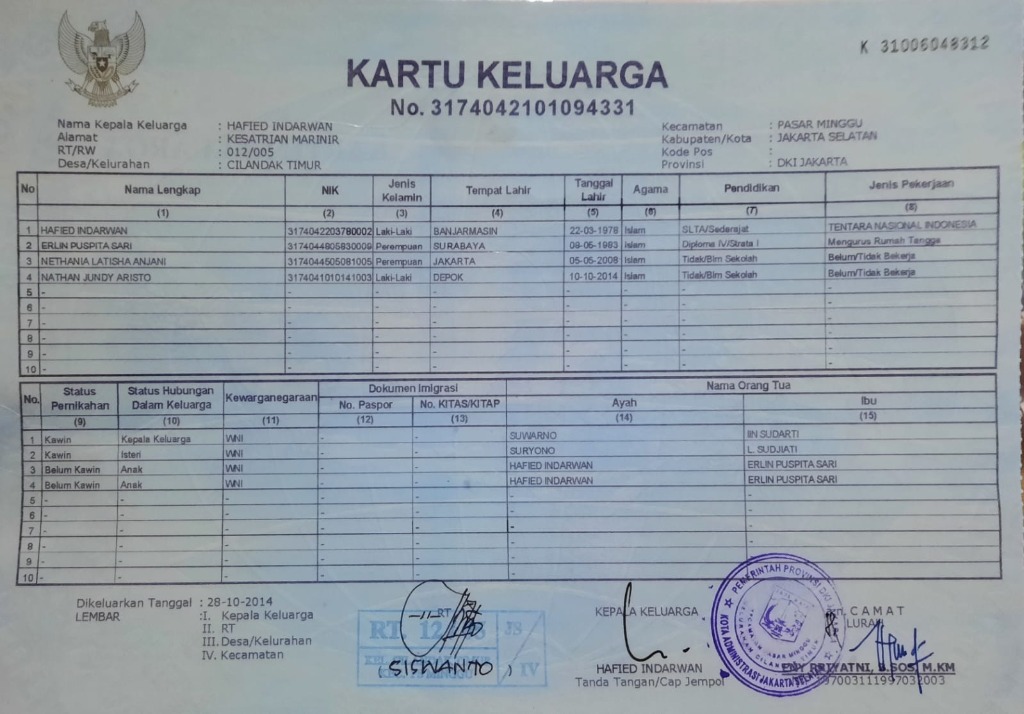 K 31006048312
KARTU KELUARGA
No. 3174042101094331
Nama Kepala Keluarga : HAFIED INDARWAN
Alamat : KESATRIAN MARINIR
RT/RW : 012/005
Desa/Kelurahan : CILANDAK TIMUR
Kecamatan : PASAR MINGGU
Kabupaten/Kota : JAKARTA SELATAN
Kode Pos :
Provinsi : DKI JAKARTA
No Nama Lengkap NIK Jenis Kelamin Tempat Lahir Tanggal Lahir Agama Pendidikan Jenis Pekerjaan
(1) (2) (3) (4) (5) (6) (7) (8)
1 HAFIED INDARWAN 3174042203780002 Laki-Laki BANJARMASIN 22-03-1978 Islam SLTA/Sederajat TENTARA NASIONAL INDONESIA
2 ERLIN PUSPITA SARI 3174044805830009 Perempuan SURABAYA 08-05-1983 Islam Diploma IV/Strata I Mengurus Rumah Tangga
3 NETHANIA LATISHA ANJANI 3174044505081005 Perempuan JAKARTA 05-05-2008 Islam Tidak/Blm Sekolah Belum/Tidak Bekerja
4 NATHAN JUNDY ARISTO 3174041010141003 Laki-Laki DEPOK 10-10-2014 Islam Tidak/Blm Sekolah Belum/Tidak Bekerja
5 - - - - - - - -
6 - - - - - - - -
7 - - - - - - - -
8 - - - - - - - -
9 - - - - - - - -
10 - - - - - - - -
No. Status Pernikahan Status Hubungan Dalam Keluarga Kewarganegaraan Dokumen Imigrasi Nama Orang Tua
No. Paspor No. KITAS/KITAP Ayah Ibu
(9) (10) (11) (12) (13) (14) (15)
1 Kawin Kepala Keluarga WNI - - SUWARNO IIN SUDARTI
2 Kawin Isteri WNI - - SURYONO L. SUDJIATI
3 Belum Kawin Anak WNI - - HAFIED INDARWAN ERLIN PUSPITA SARI
4 Belum Kawin Anak WNI - - HAFIED INDARWAN ERLIN PUSPITA SARI
5 - - - - - - -
6 - - - - - - -
7 - - - - - - -
8 - - - - - - -
9 - - - - - - -
10 - - - - - - -
Dikeluarkan Tanggal : 28-10-2014
LEMBAR : I. Kepala Keluarga
II. RT
III. Desa/Kelurahan
IV. Kecamatan
RT
RT. 12
IV
(SISWANTO)
KEPALA KELUARGA
HAFIED INDARWAN
Tanda Tangan/Cap Jempol
PEMERINTAH PROVINSI DKI
KOTA ADMINISTRASI JAKARTA SELATAN
CAMAT
LURAH
ENY S.SOS, M.KM